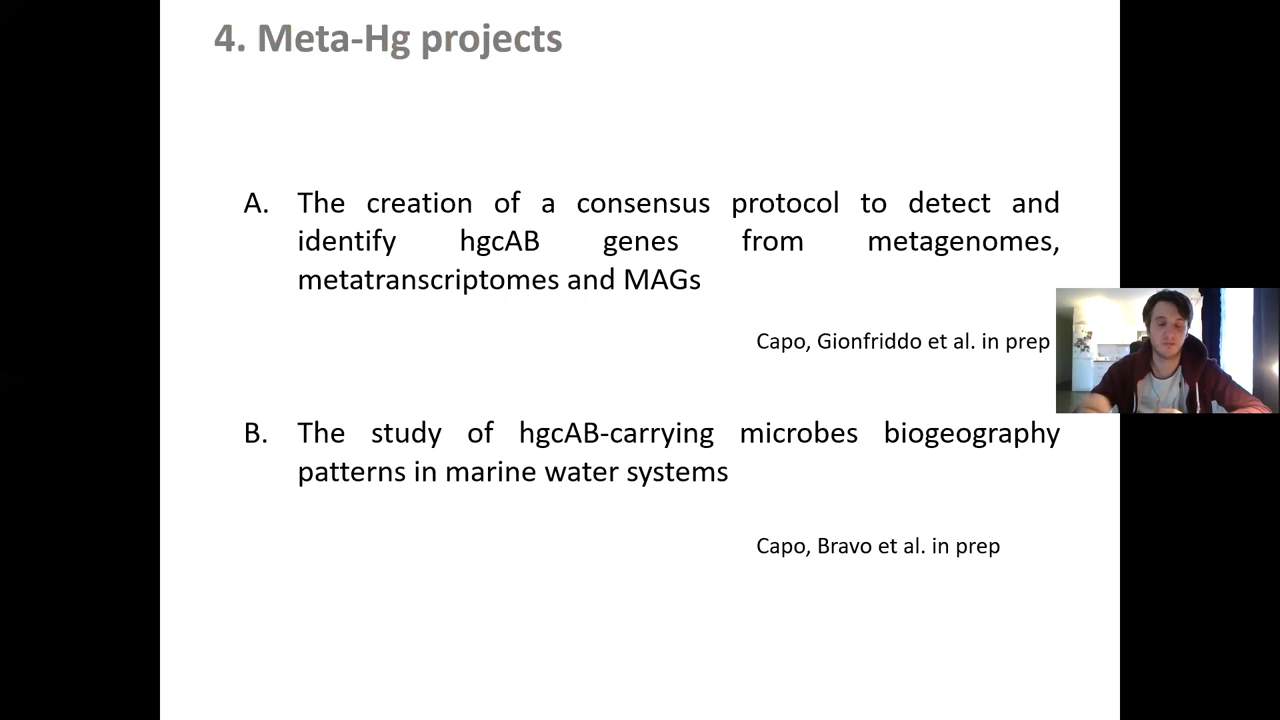 4. Meta-Hg projects
A. The creation of a consensus protocol to detect and
identify hgcAB genes from metagenomes,
metatranscriptomes and MAGs
Capo, Gionfriddo et al. in prep
B. The study of hgcAB-carrying microbes biogeography
patterns in marine water systems
Capo, Bravo et al. in prep